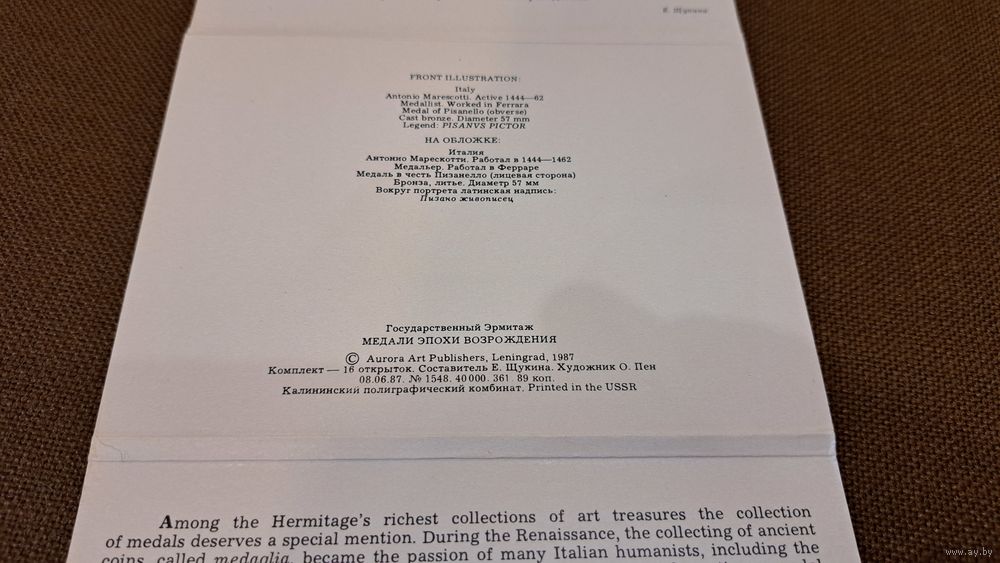 Е. Щукина
FRONT ILLUSTRATION:
Italy
Antonio Marescotti. Active 1444—62
Medallist. Worked in Ferrara
Medal of Pisanello (obverse)
Cast bronze. Diameter 57 mm
Legend: PISANVS PICTOR
НА ОБЛОЖКЕ:
Италия
Антонио Марескотти. Работал в 1444—1462
Медальер. Работал в Ферраре
Медаль в честь Пизанелло (лицевая сторона)
Бронза, литье. Диаметр 57 мм
Вокруг портрета латинская надпись:
Пизано живописец
Государственный Эрмитаж
МЕДАЛИ ЭПОХИ ВОЗРОЖДЕНИЯ
© Aurora Art Publishers, Leningrad, 1987
Комплект — 16 открыток. Составитель Е. Щукина. Художник О. Пен
08.06.87. № 1548. 40 000. 361. 89 коп.
Калининский полиграфический комбинат. Printed in the USSR
Among the Hermitage's richest collections of art treasures the collection
of medals deserves a special mention. During the Renaissance, the collecting of ancient
coins, called medaglia, became the passion of many Italian humanists, including the
www.ay.by